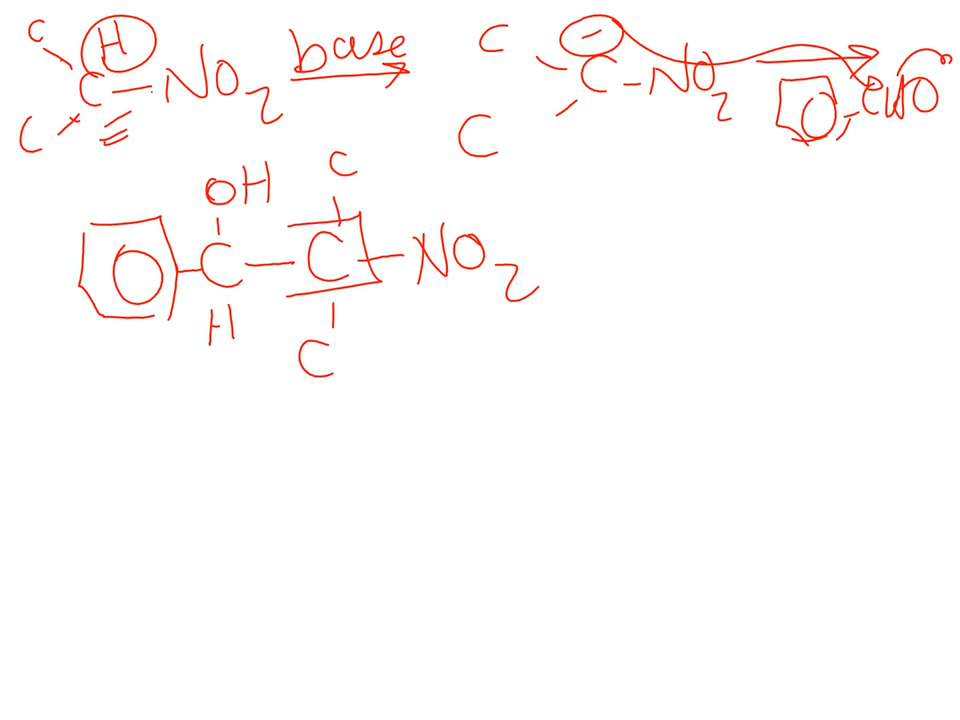 C H C
C – NO2 base C – NO2 CHO
C C
OH C
C – C – NO2
H C